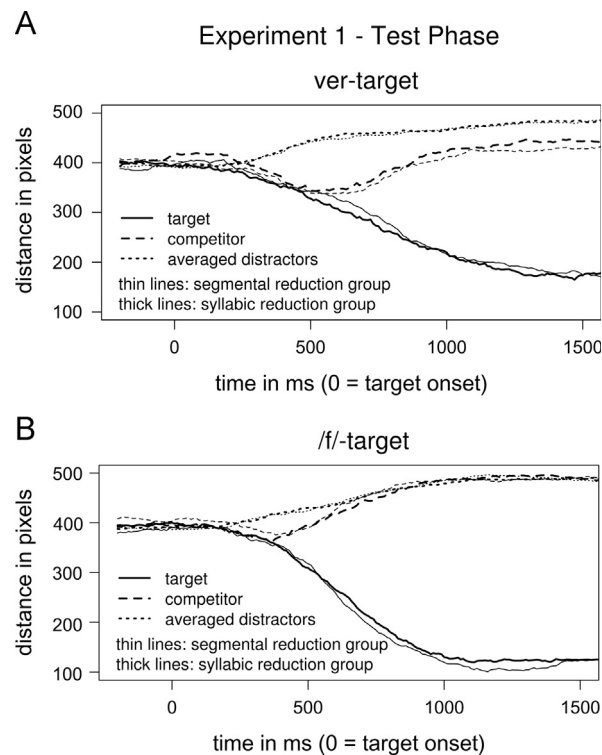 A
Experiment 1 - Test Phase
ver-target
distance in pixels
500
400
300
200
100
target
competitor
averaged distractors
thin lines: segmental reduction group
thick lines: syllabic reduction group
0
500
1000
1500
time in ms (0 = target onset)
B
/f/-target
distance in pixels
500
400
300
200
100
target
competitor
averaged distractors
thin lines: segmental reduction group
thick lines: syllabic reduction group
0
500
1000
1500
time in ms (0 = target onset)